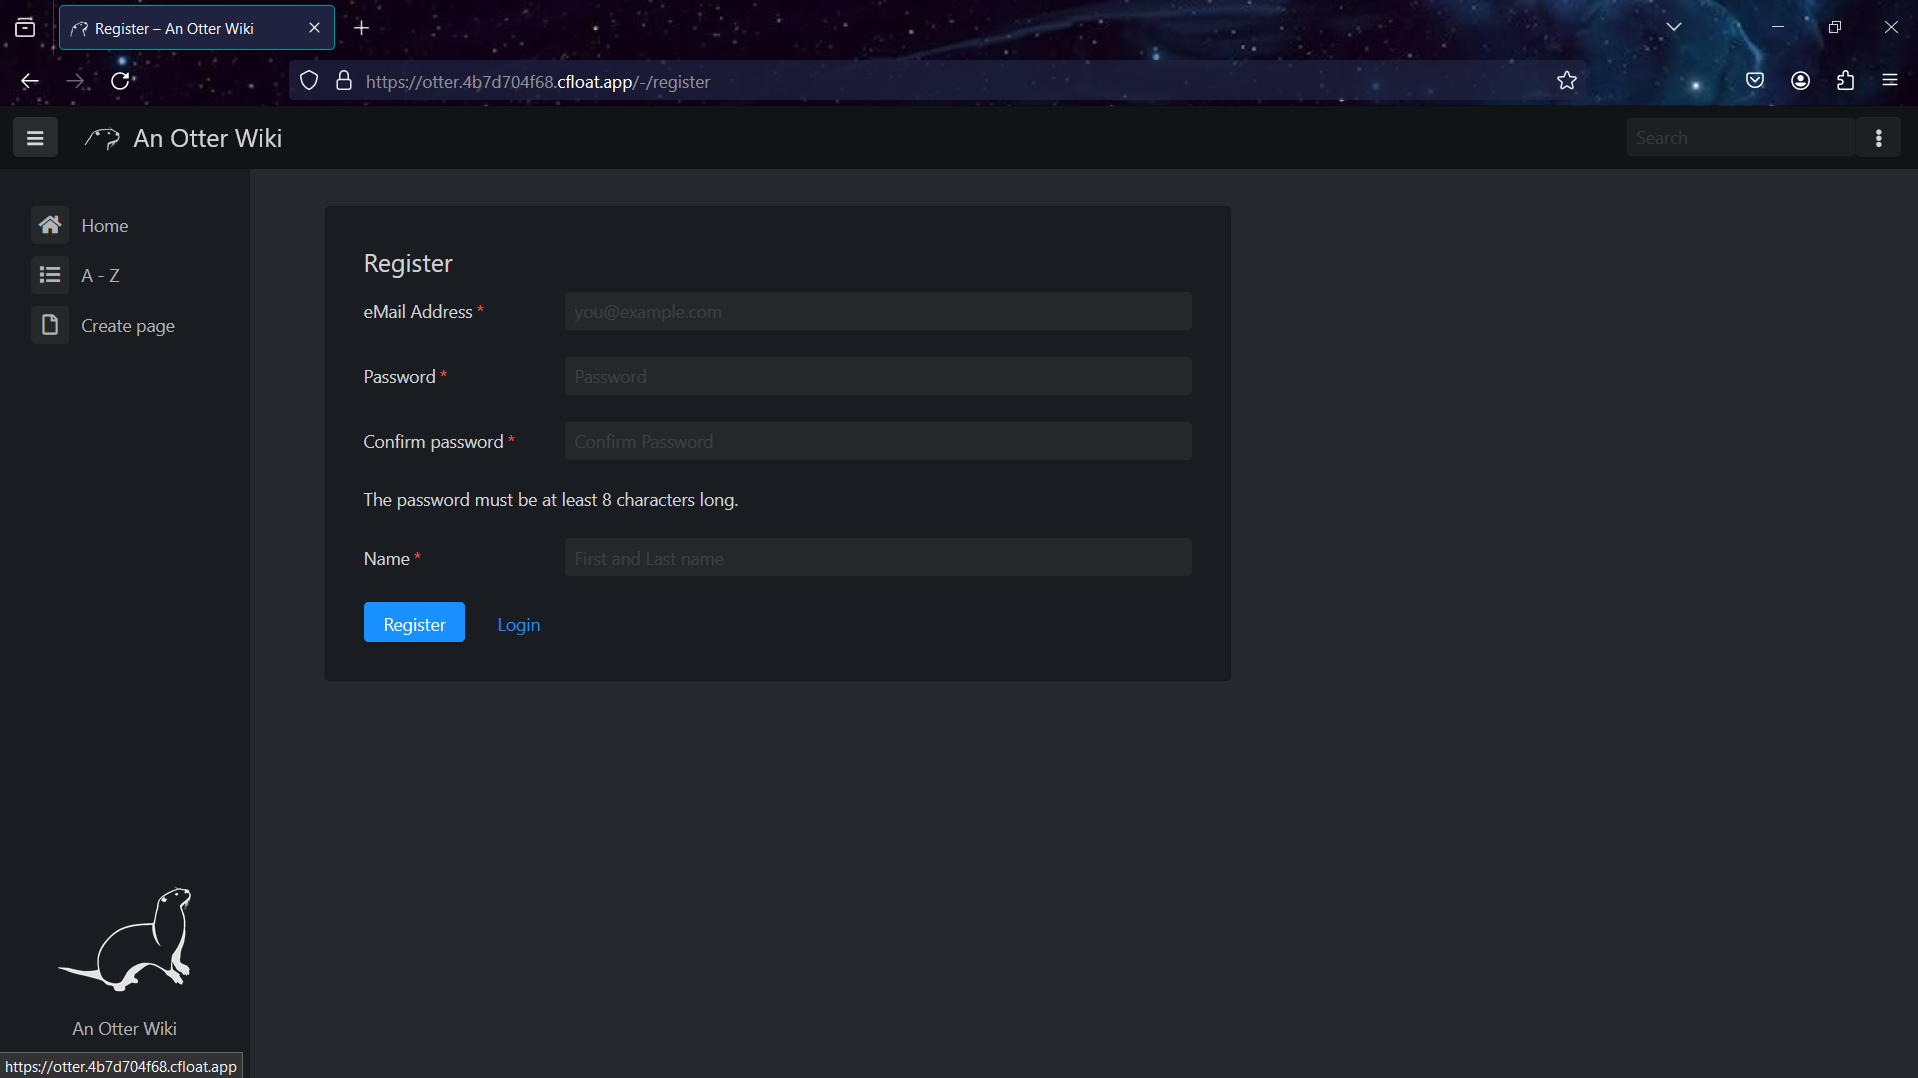 Register – An Otter Wiki
https://otter.4b7d704f68.cfloat.app/-/register
An Otter Wiki
Search
Home
A - Z
Create page
Register
eMail Address *
you@example.com
Password *
Password
Confirm password *
Confirm Password
The password must be at least 8 characters long.
Name *
First and Last name
Register
Login
An Otter Wiki
https://otter.4b7d704f68.cfloat.app